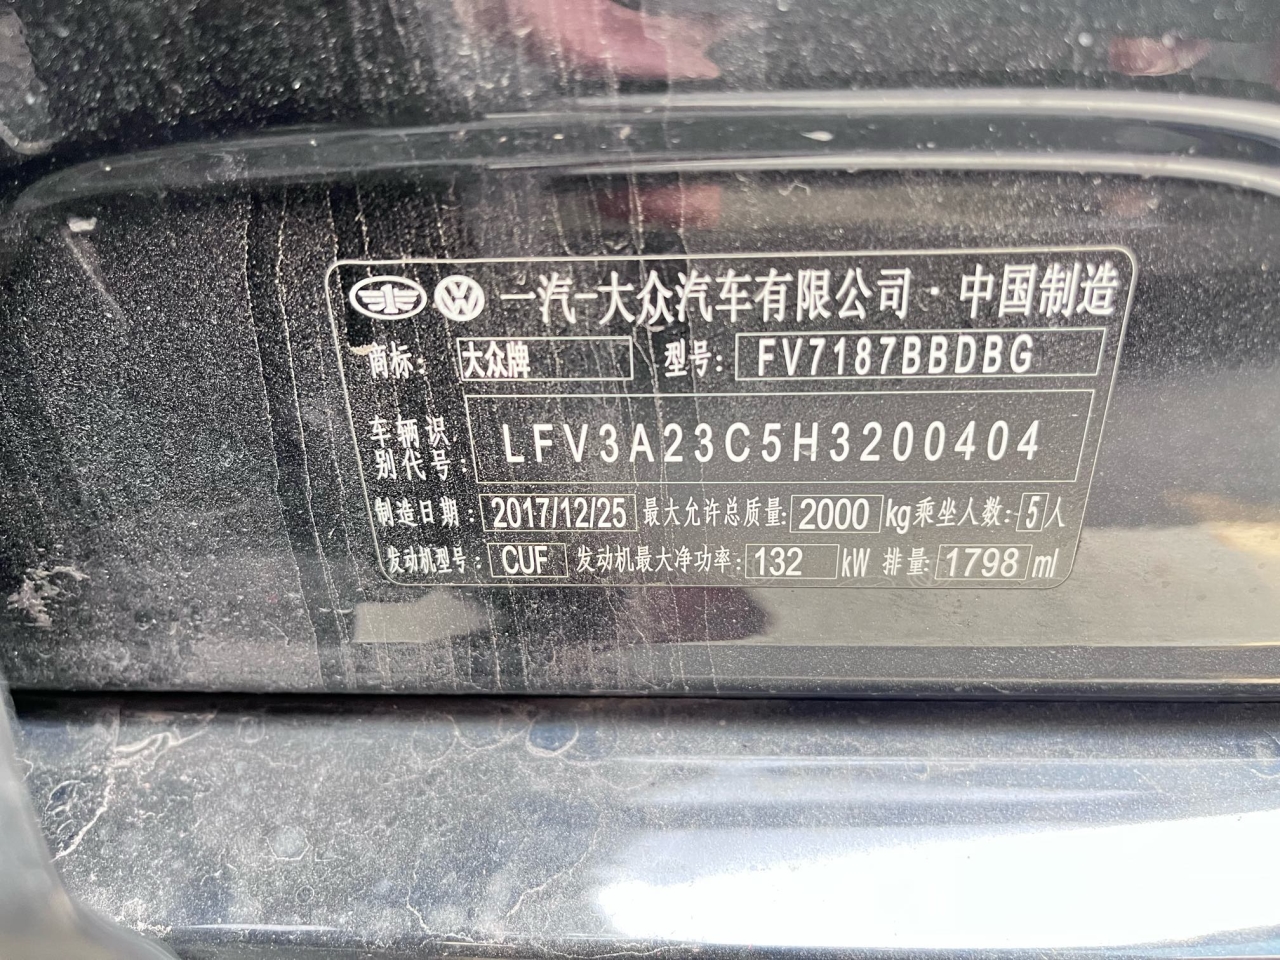 一汽-大众汽车有限公司·中国制造
商标: 大众牌 型号: FV7187BBDBG
车辆识别代号: LFV3A23C5H3200404
制造日期: 2017/12/25 最大允许总质量: 2000 kg 乘坐人数: 5 人
发动机型号: CUF 发动机最大净功率: 132 kW 排量: 1798 ml